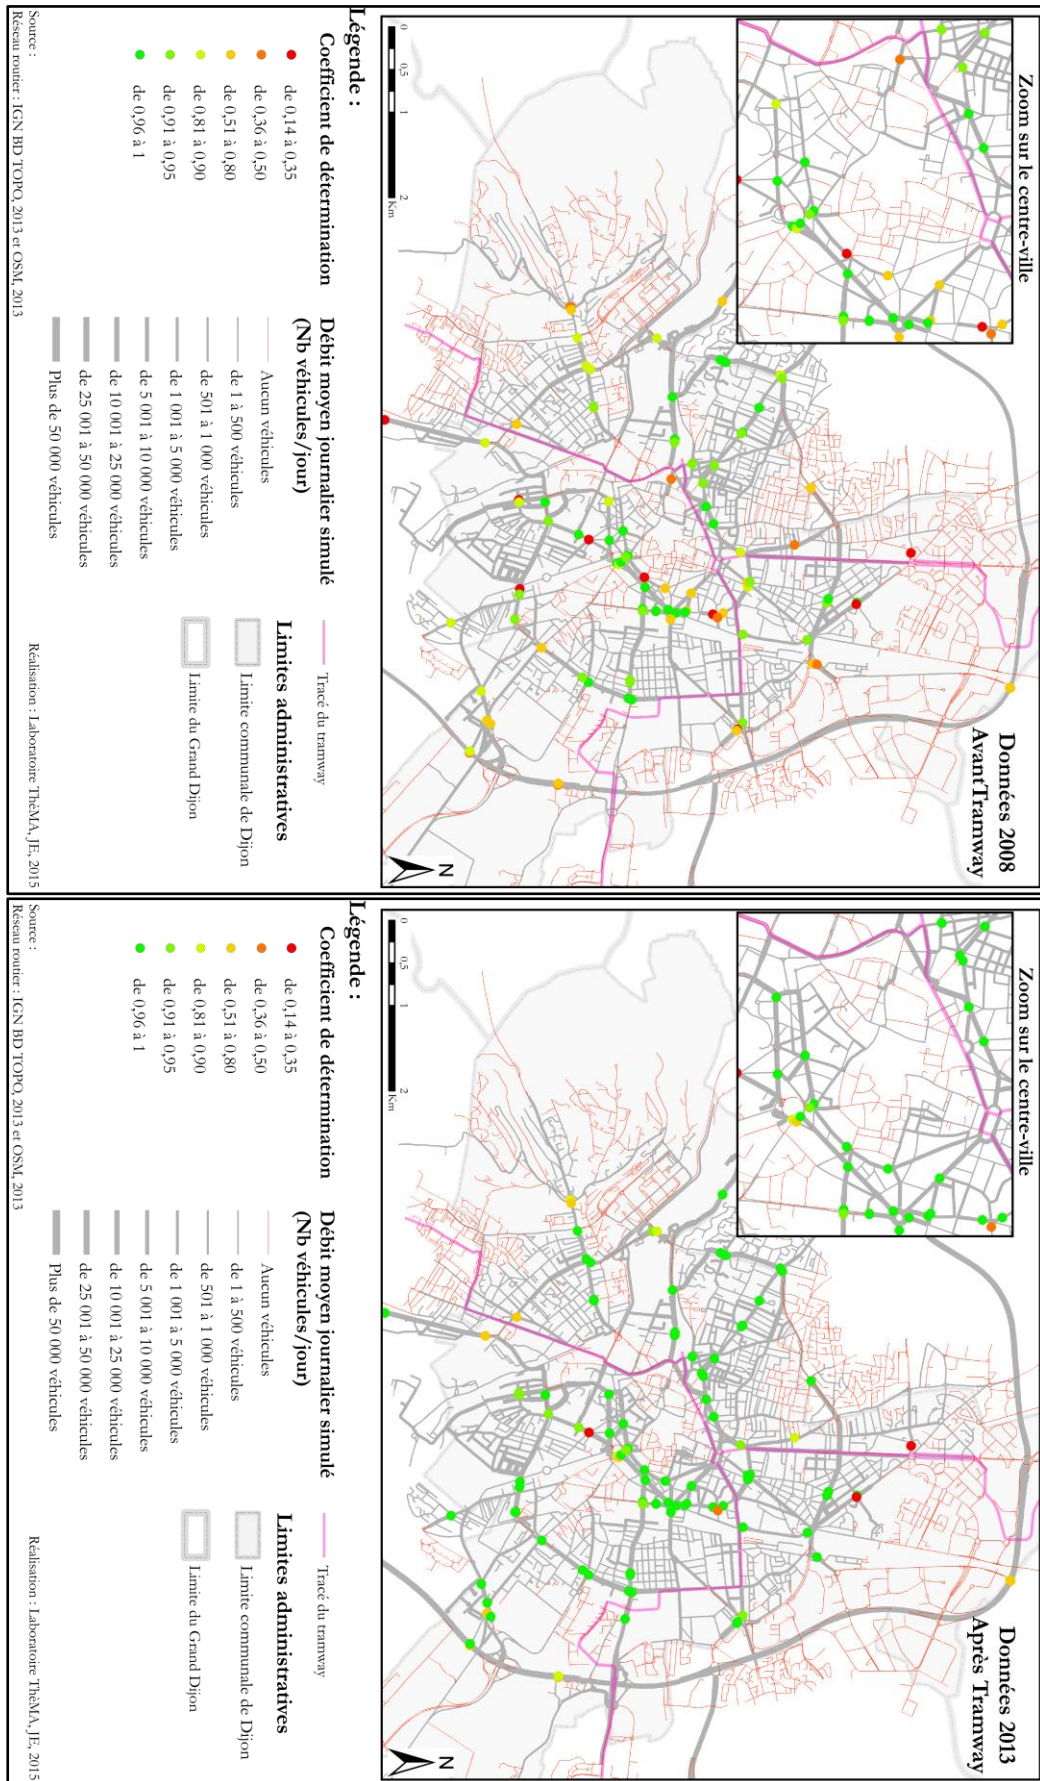 Données 2008
AvantTramway
Zoom sur le centre-ville
N
0
0,5
1
2
Km
Légende :
Coefficient de détermination
de 0,14 à 0,35
de 0,36 à 0,50
de 0,51 à 0,80
de 0,81 à 0,90
de 0,91 à 0,95
de 0,96 à 1
Débit moyen journalier simulé
(Nb véhicules/jour)
Aucun véhicules
de 1 à 500 véhicules
de 501 à 1 000 véhicules
de 1 001 à 5 000 véhicules
de 5 001 à 10 000 véhicules
de 10 001 à 25 000 véhicules
de 25 001 à 50 000 véhicules
Plus de 50 000 véhicules
Tracé du tramway
Limites administratives
Limite communale de Dijon
Limite du Grand Dijon
Source :
Réseau routier : IGN BD TOPO, 2013 et OSM, 2013
Réalisation : Laboratoire ThéMA, JE, 2015
Données 2013
Après Tramway
Zoom sur le centre-ville
N
0
0,5
1
2
Km
Légende :
Coefficient de détermination
de 0,14 à 0,35
de 0,36 à 0,50
de 0,51 à 0,80
de 0,81 à 0,90
de 0,91 à 0,95
de 0,96 à 1
Débit moyen journalier simulé
(Nb véhicules/jour)
Aucun véhicules
de 1 à 500 véhicules
de 501 à 1 000 véhicules
de 1 001 à 5 000 véhicules
de 5 001 à 10 000 véhicules
de 10 001 à 25 000 véhicules
de 25 001 à 50 000 véhicules
Plus de 50 000 véhicules
Tracé du tramway
Limites administratives
Limite communale de Dijon
Limite du Grand Dijon
Source :
Réseau routier : IGN BD TOPO, 2013 et OSM, 2013
Réalisation : Laboratoire ThéMA, JE, 2015